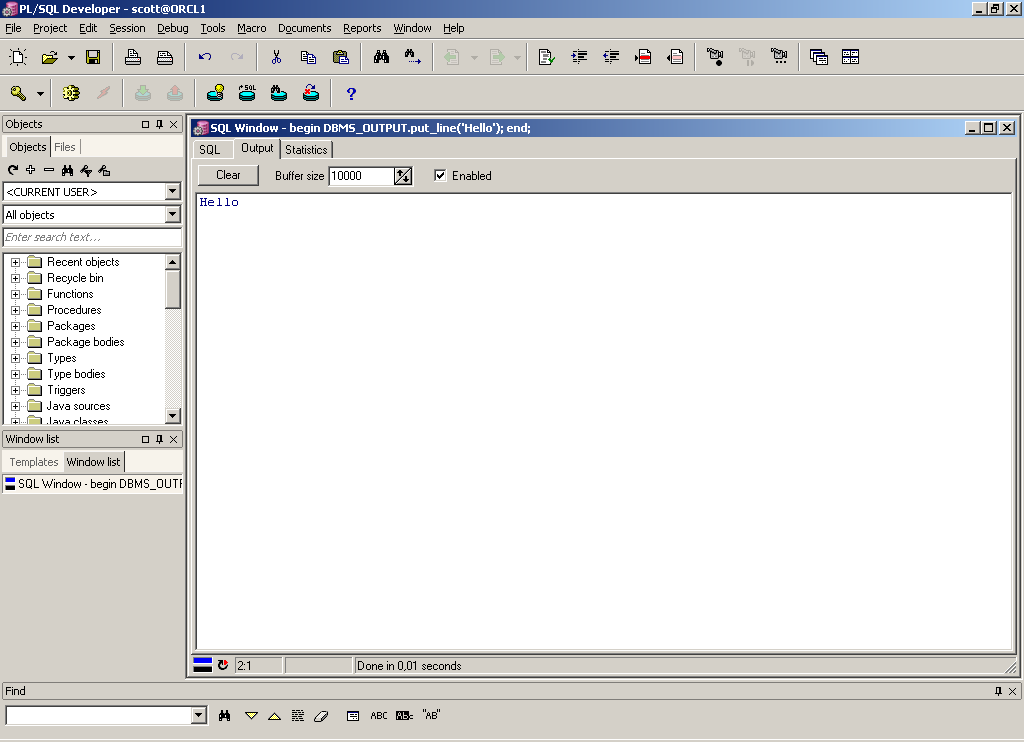 PL/SQL Developer - scott@ORCL1
File Project Edit Session Debug Tools Macro Documents Reports Window Help
SQL
?
Objects
Objects Files
<CURRENT USER>
All objects
Enter search text...
Recent objects
Recycle bin
Functions
Procedures
Packages
Package bodies
Types
Type bodies
Triggers
Java sources
Java classes
Window list
Templates Window list
SQL Window - begin DBMS_OUTP
SQL Window - begin DBMS_OUTPUT.put_line('Hello'); end;
SQL Output Statistics
Clear Buffer size 10000 Enabled
Hello
2:1 Done in 0,01 seconds
Find
ABC ABc "AB"